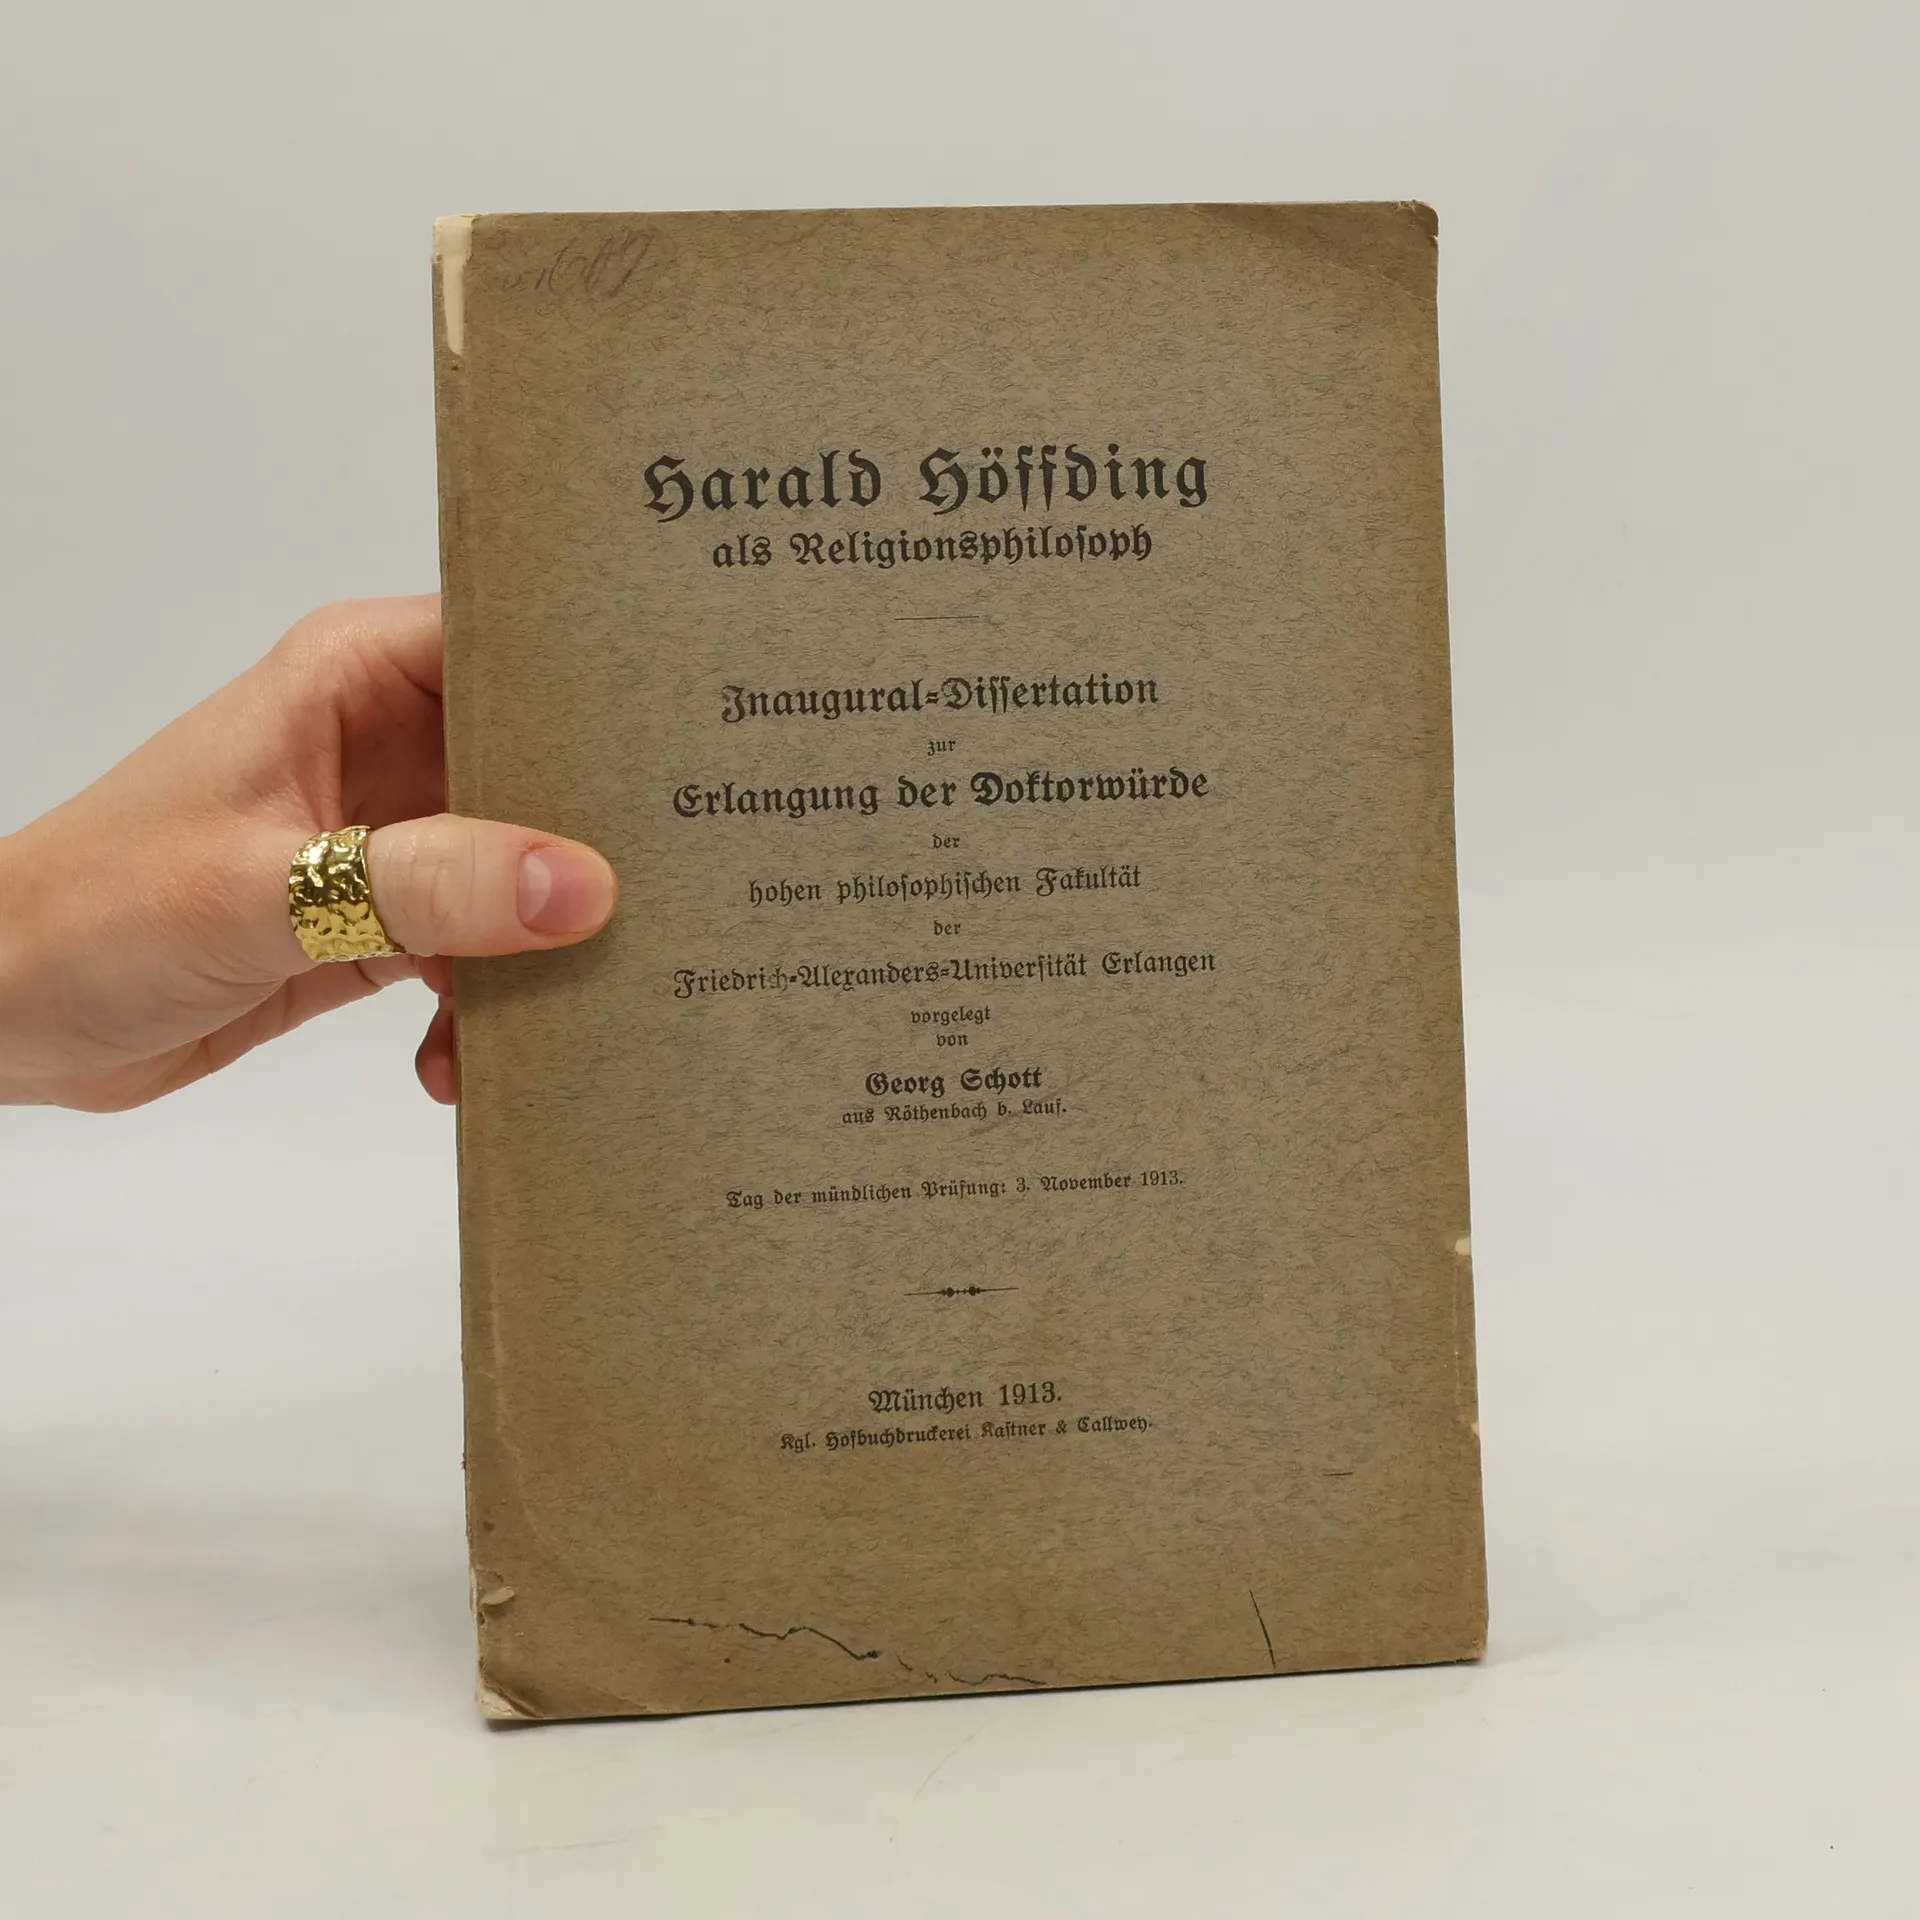 Harald Höffding
als Religionsphiloſoph
Inaugural-Diſſertation
zur
Erlangung der Doktorwürde
der
hohen philoſophiſchen Fakultät
der
Friedrich-Alexanders-Univerſität Erlangen
vorgelegt
von
Georg Schott
aus Röthenbach b. Lauf.
Tag der mündlichen Prüfung: 3. November 1913.
München 1913.
Kgl. Hofbuchdruckerei Kaſtner & Callwey.